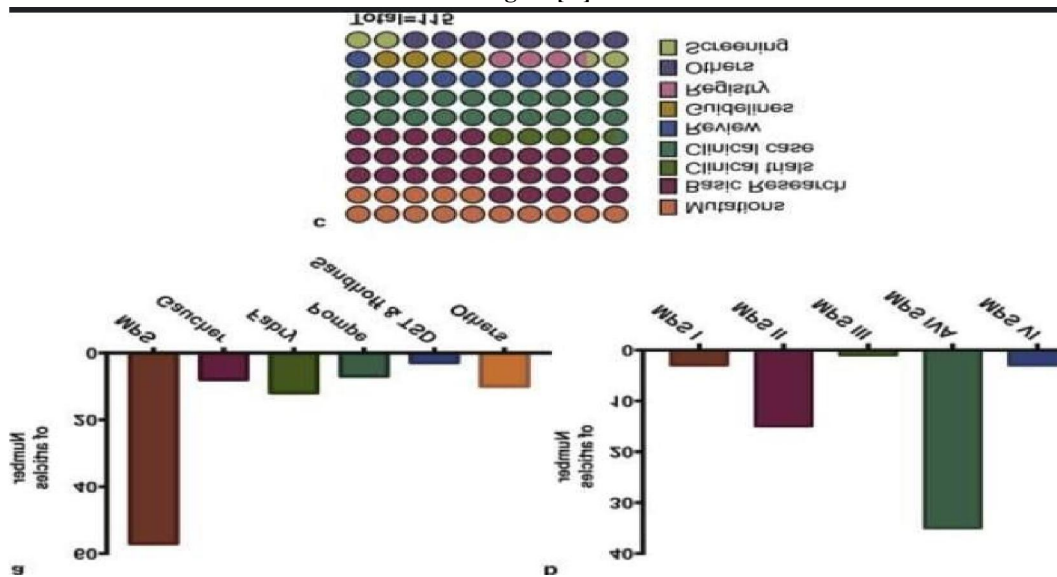 a
60
40
20
0
Number
of articles
MPS
Gaucher
Fabry
Pompe
Sandhoff & TSD
Others
b
40
30
20
10
0
Number
of articles
MPS I
MPS II
MPS III
MPS IVA
MPS VI
c
Mutations
Basic Research
Clinical trials
Clinical case
Review
Guidelines
Registry
Others
Screening
Total=115